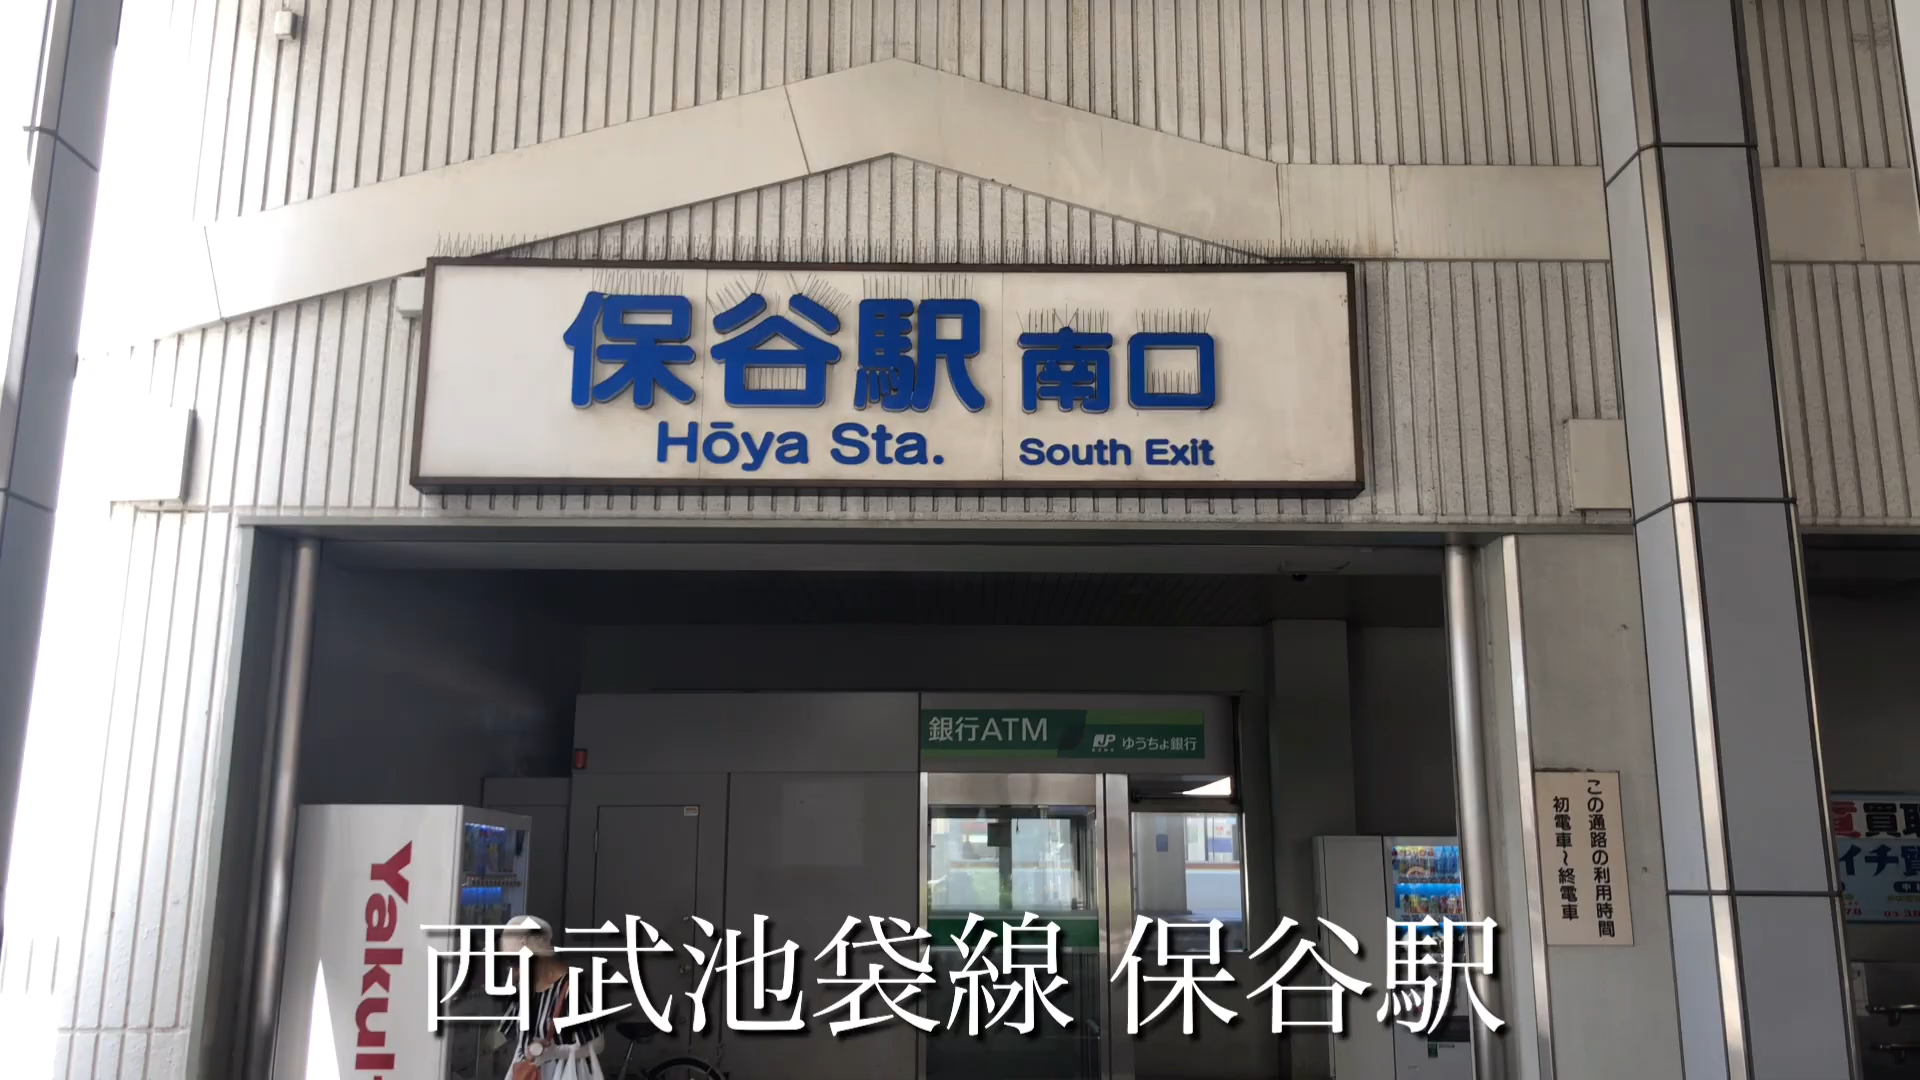 保谷駅 南口
Hōya Sta. South Exit
銀行ATM
JP ゆうちょ銀行
この通路の利用時間
初電車~終電車
買取
イチ
Yakul
西武池袋線 保谷駅